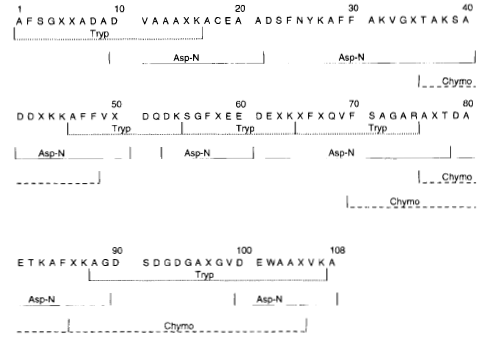 1 10 20 30 40
A F S G X X A D A D V A A A X K A C E A A D S F N Y K A F F A K V G X T A K S A
Tryp
Asp-N Asp-N
Chymo
50 60 70 80
D D X K K A F F V X D Q D K S G F X E E D E X K X F X Q V F S A G A R A X T D A
Tryp Tryp Tryp
Asp-N Asp-N Asp-N
Chymo
Chymo
90 100 108
E T K A F X K A G D S D G D G A X G V D E W A A X V K A
Tryp
Asp-N Asp-N
Chymo